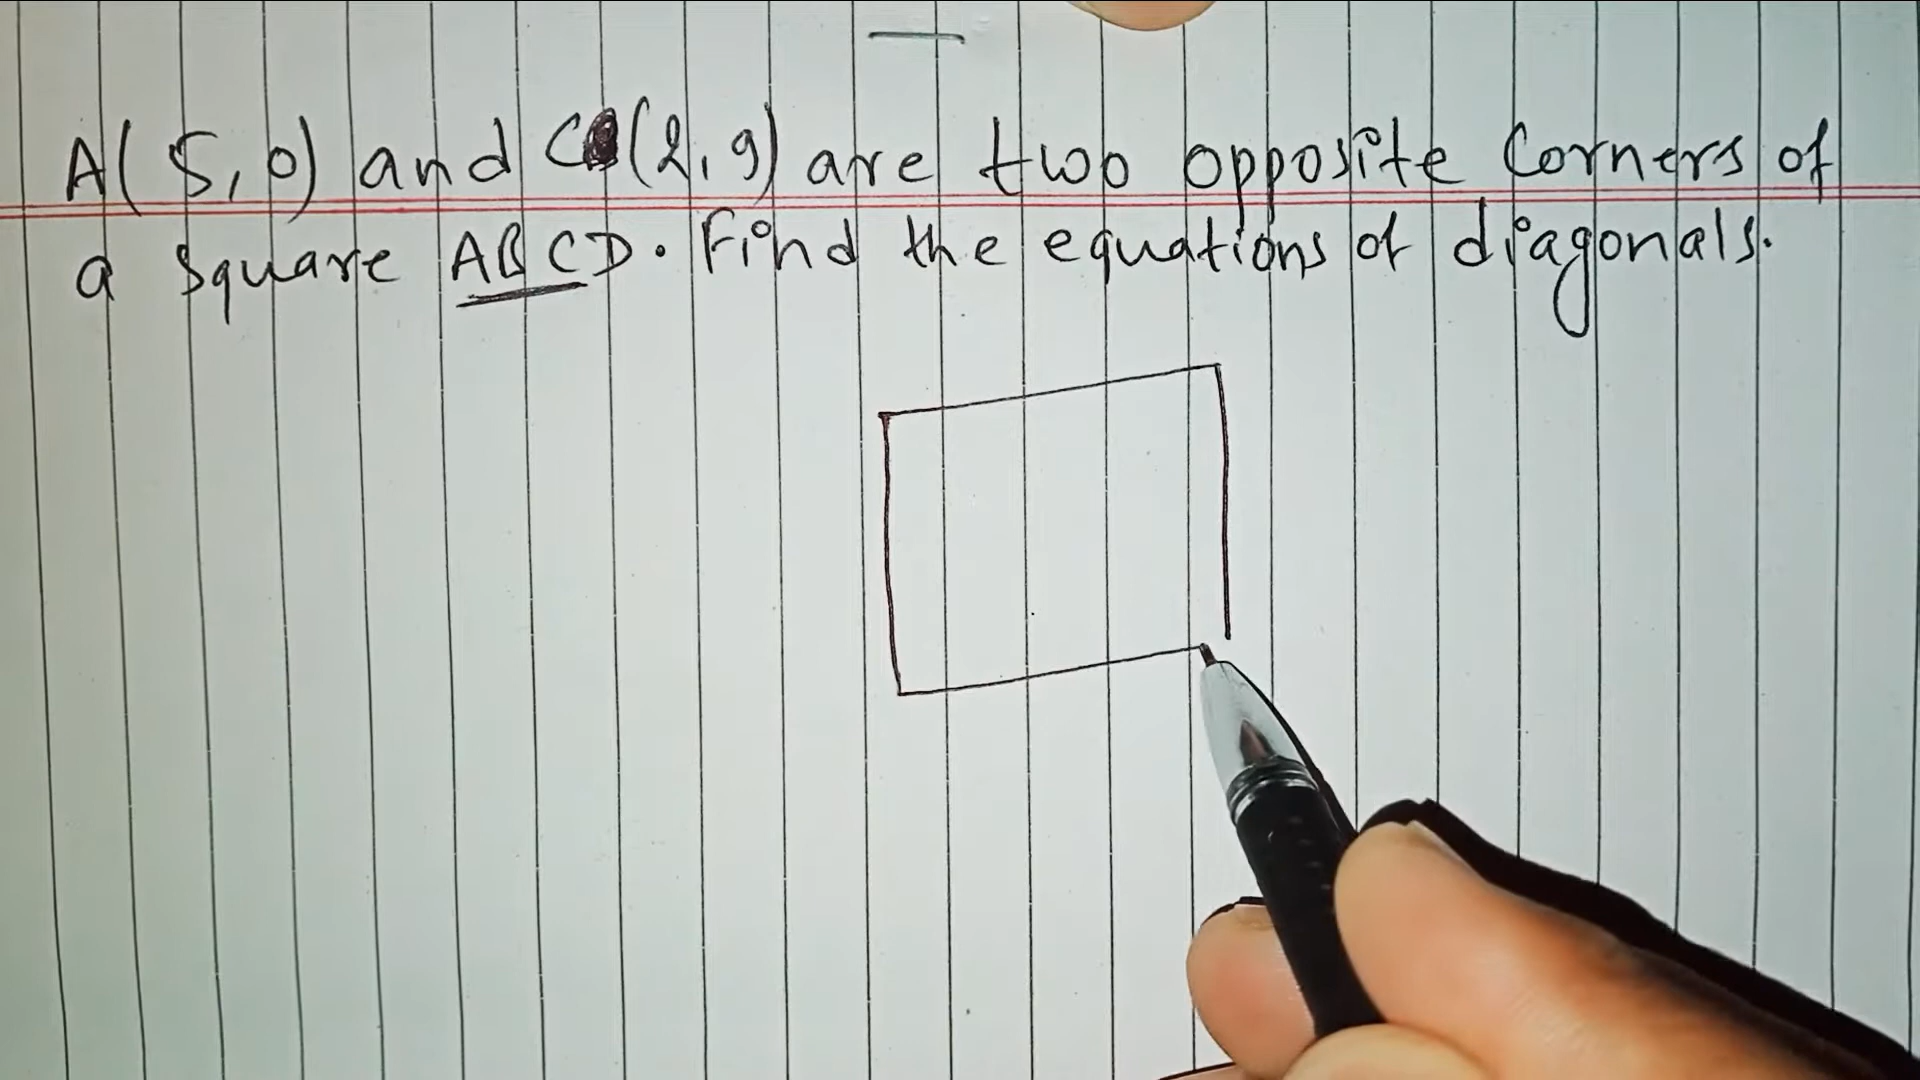 A(5,0) and C(2,9) are two opposite Corners of
a square ABCD. Find the equations of diagonals.